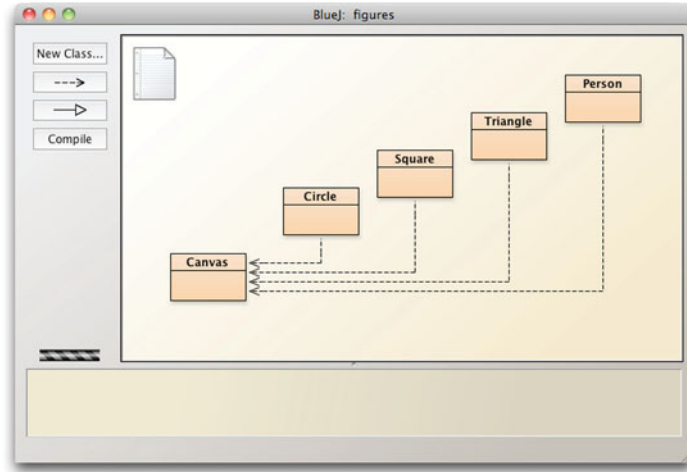 BlueJ: figures
New Class...
Compile
Person
Triangle
Square
Circle
Canvas